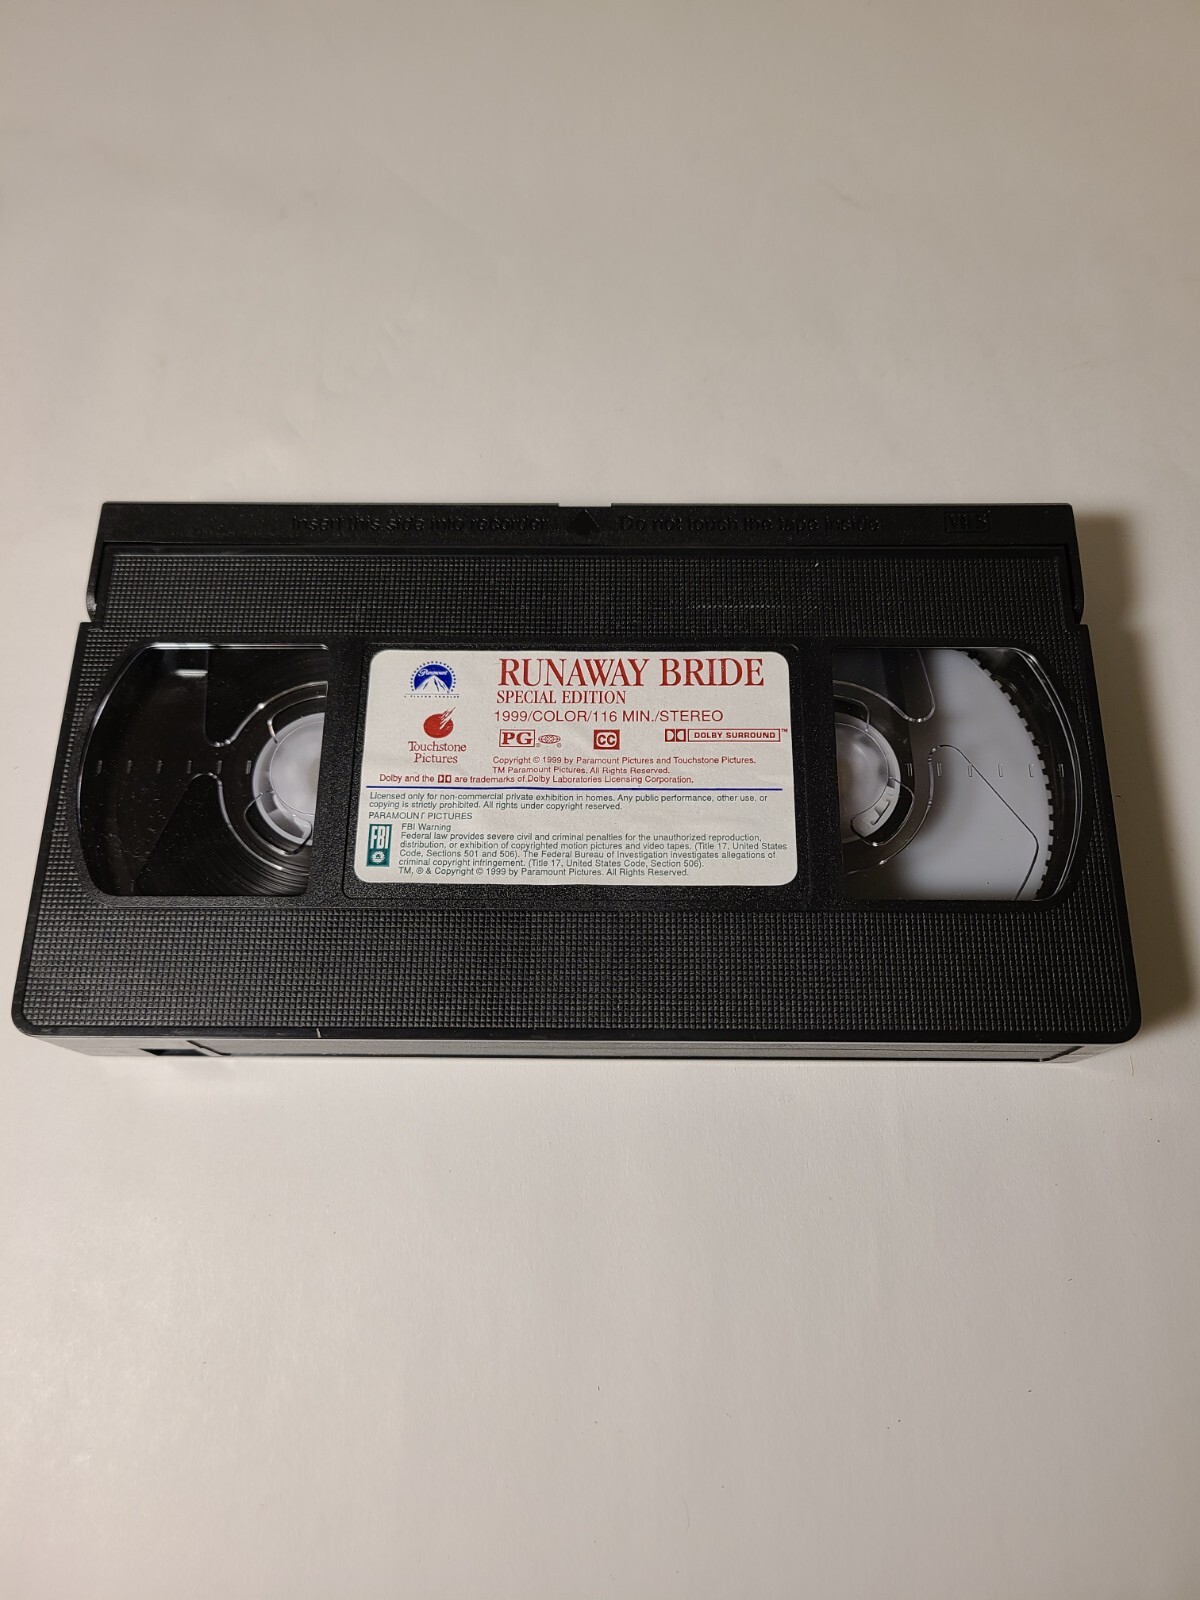 Insert this side into recorder Do not touch the tape inside VHS
Paramount
RUNAWAY BRIDE
SPECIAL EDITION
1999/COLOR/116 MIN./STEREO
Touchstone
Pictures
PG CC DOLBY SURROUND ™
Copyright © 1999 by Paramount Pictures and Touchstone Pictures.
TM Paramount Pictures. All Rights Reserved.
Dolby and the are trademarks of Dolby Laboratories Licensing Corporation.
Licensed only for non-commercial private exhibition in homes. Any public performance, other use, or
copying is strictly prohibited. All rights under copyright reserved.
PARAMOUNT PICTURES
FBI
FBI Warning
Federal law provides severe civil and criminal penalties for the unauthorized reproduction,
distribution, or exhibition of copyrighted motion pictures and video tapes. (Title 17, United States
Code, Sections 501 and 506). The Federal Bureau of Investigation investigates allegations of
criminal copyright infringement. (Title 17, United States Code, Section 506).
TM, ® & Copyright © 1999 by Paramount Pictures. All Rights Reserved.